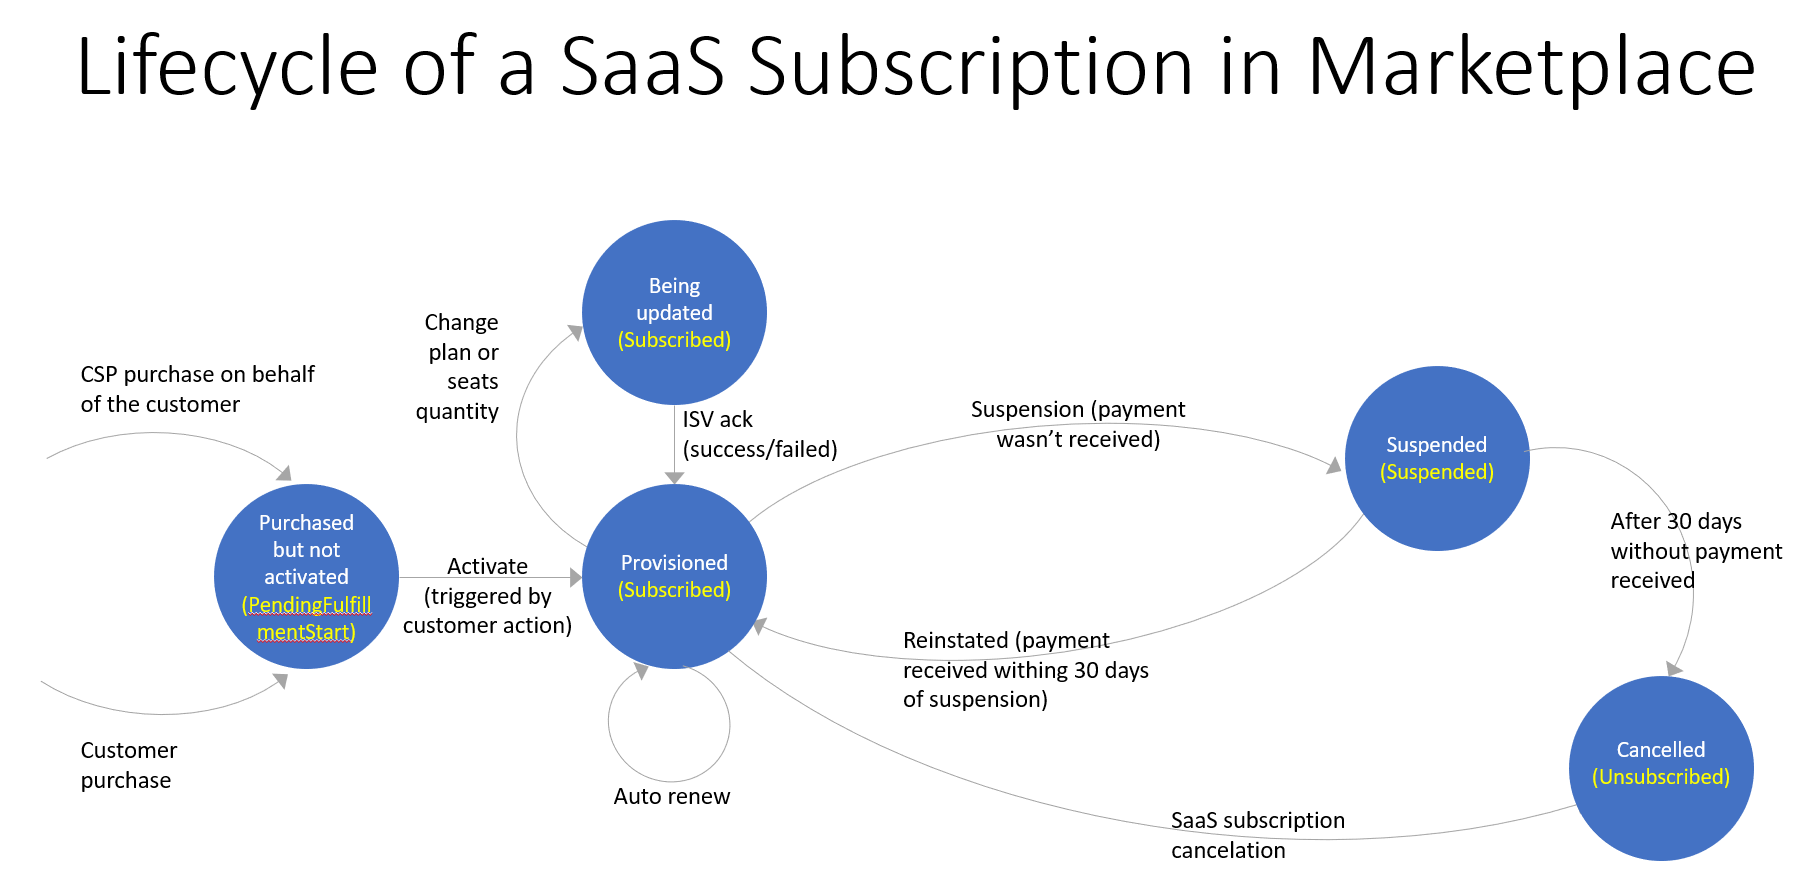 Lifecycle of a SaaS Subscription in Marketplace
Being
updated
(Subscribed)
Change
plan or
seats
quantity
CSP purchase on behalf
of the customer
ISV ack
(success/failed)
Suspension (payment
wasn’t received)
Suspended
(Suspended)
Purchased
but not
activated
(PendingFulfill
mentStart)
Activate
(triggered by
customer action)
Provisioned
(Subscribed)
After 30 days
without payment
received
Reinstated (payment
received withing 30 days
of suspension)
Customer
purchase
Auto renew
Cancelled
(Unsubscribed)
SaaS subscription
cancelation